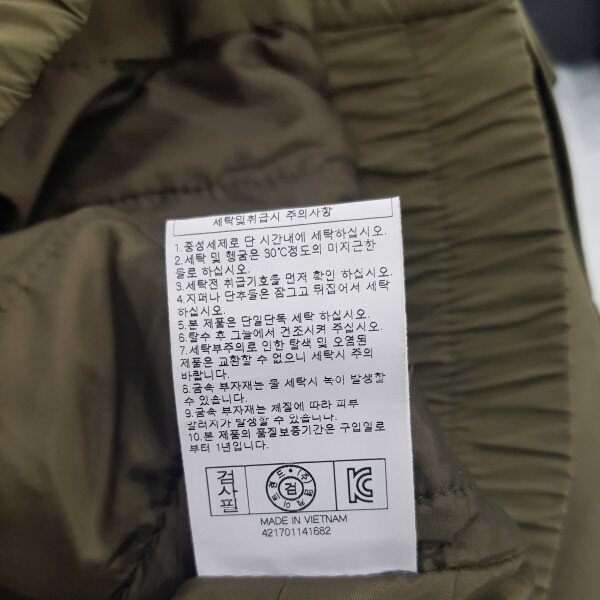 세탁및취급시 주의사항
1.중성세제로 단 시간내에 세탁하십시오.
2.세탁 및 헹굼은 30℃정도의 미지근한
물로 하십시오.
3.세탁전 취급기호를 먼저 확인 하십시오.
4.지퍼나 단추들은 잠그고 뒤집어서 세탁
하십시오.
5.본 제품은 단일단독 세탁 하십시오.
6.탈수 후 그늘에서 건조시켜 주십시오.
7.세탁부주의로 인한 탈색 및 오염된
제품은 교환할 수 없으니 세탁시 주의
바랍니다.
8.금속 부자재는 물 세탁시 녹이 발생할
수 있습니다.
9.금속 부자재는 체질에 따라 피부
알러지가 발생할 수 있습니다.
10.본 제품의 품질보증기간은 구입일로
부터 1년입니다.
검사필
검
KC
MADE IN VIETNAM
421701141682